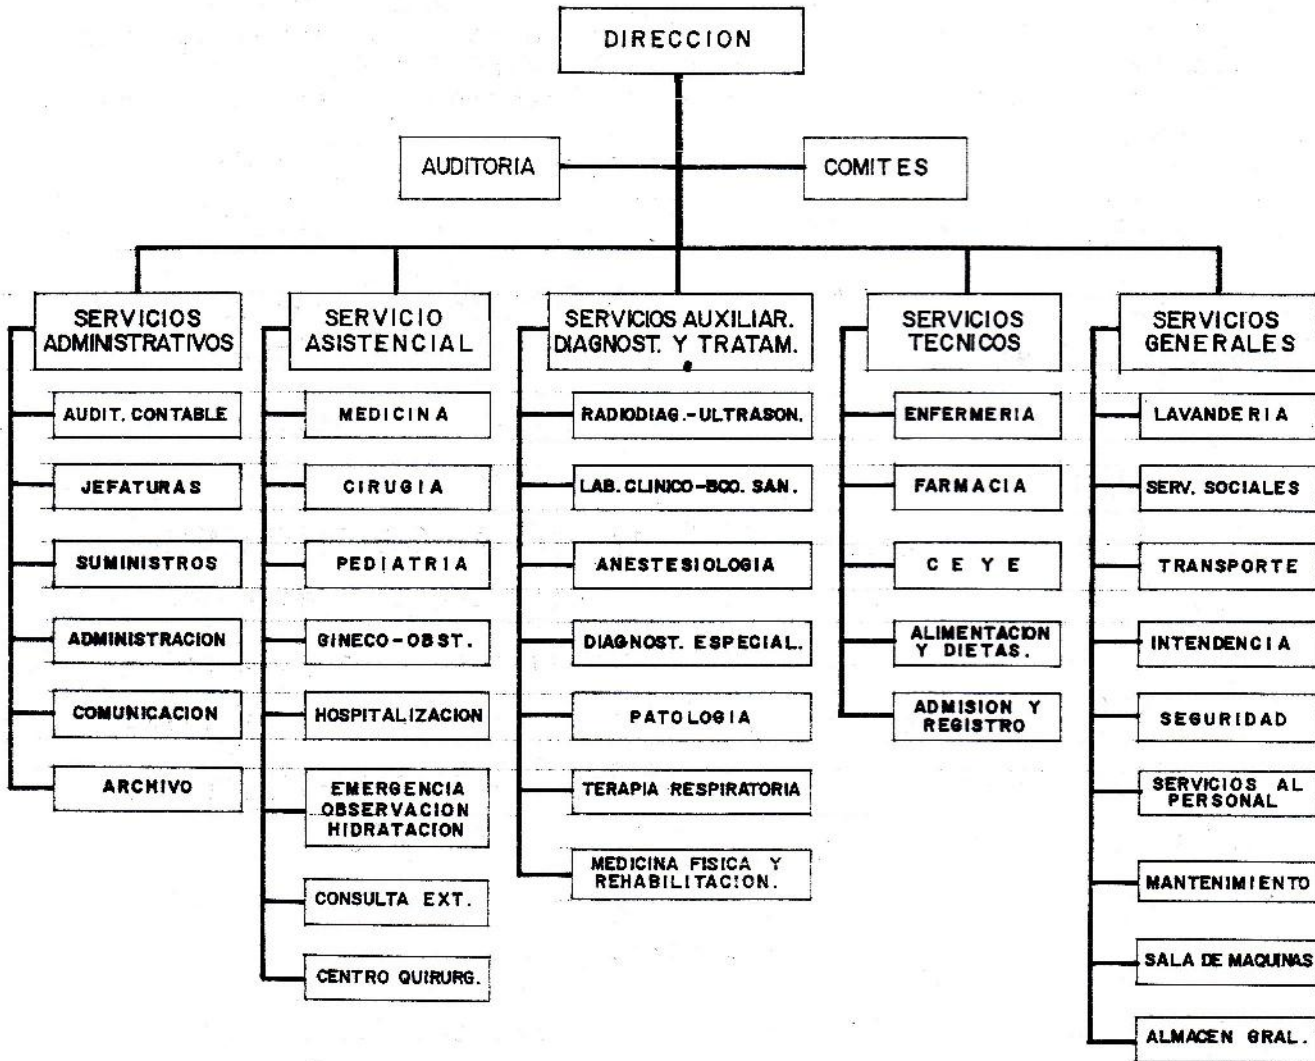 DIRECCION
AUDITORIA
COMITES
SERVICIOS
ADMINISTRATIVOS
AUDIT. CONTABLE
JEFATURAS
SUMINISTROS
ADMINISTRACION
COMUNICACION
ARCHIVO
SERVICIO
ASISTENCIAL
MEDICINA
CIRUGIA
PEDIATRIA
GINECO-OBST.
HOSPITALIZACION
EMERGENCIA
OBSERVACION
HIDRATACION
CONSULTA EXT.
CENTRO QUIRURG.
SERVICIOS AUXILIAR.
DIAGNOST. Y TRATAM.
RADIODIAG.-ULTRASON.
LAB. CLINICO-BCO. SAN.
ANESTESIOLOGIA
DIAGNOST. ESPECIAL.
PATOLOGIA
TERAPIA RESPIRATORIA
MEDICINA FISICA Y
REHABILITACION.
SERVICIOS
TECNICOS
ENFERMERIA
FARMACIA
C E Y E
ALIMENTACION
Y DIETAS.
ADMISION Y
REGISTRO
SERVICIOS
GENERALES
LAVANDERIA
SERV. SOCIALES
TRANSPORTE
INTENDENCIA
SEGURIDAD
SERVICIOS AL
PERSONAL
MANTENIMIENTO
SALA DE MAQUINAS
ALMACEN GRAL.